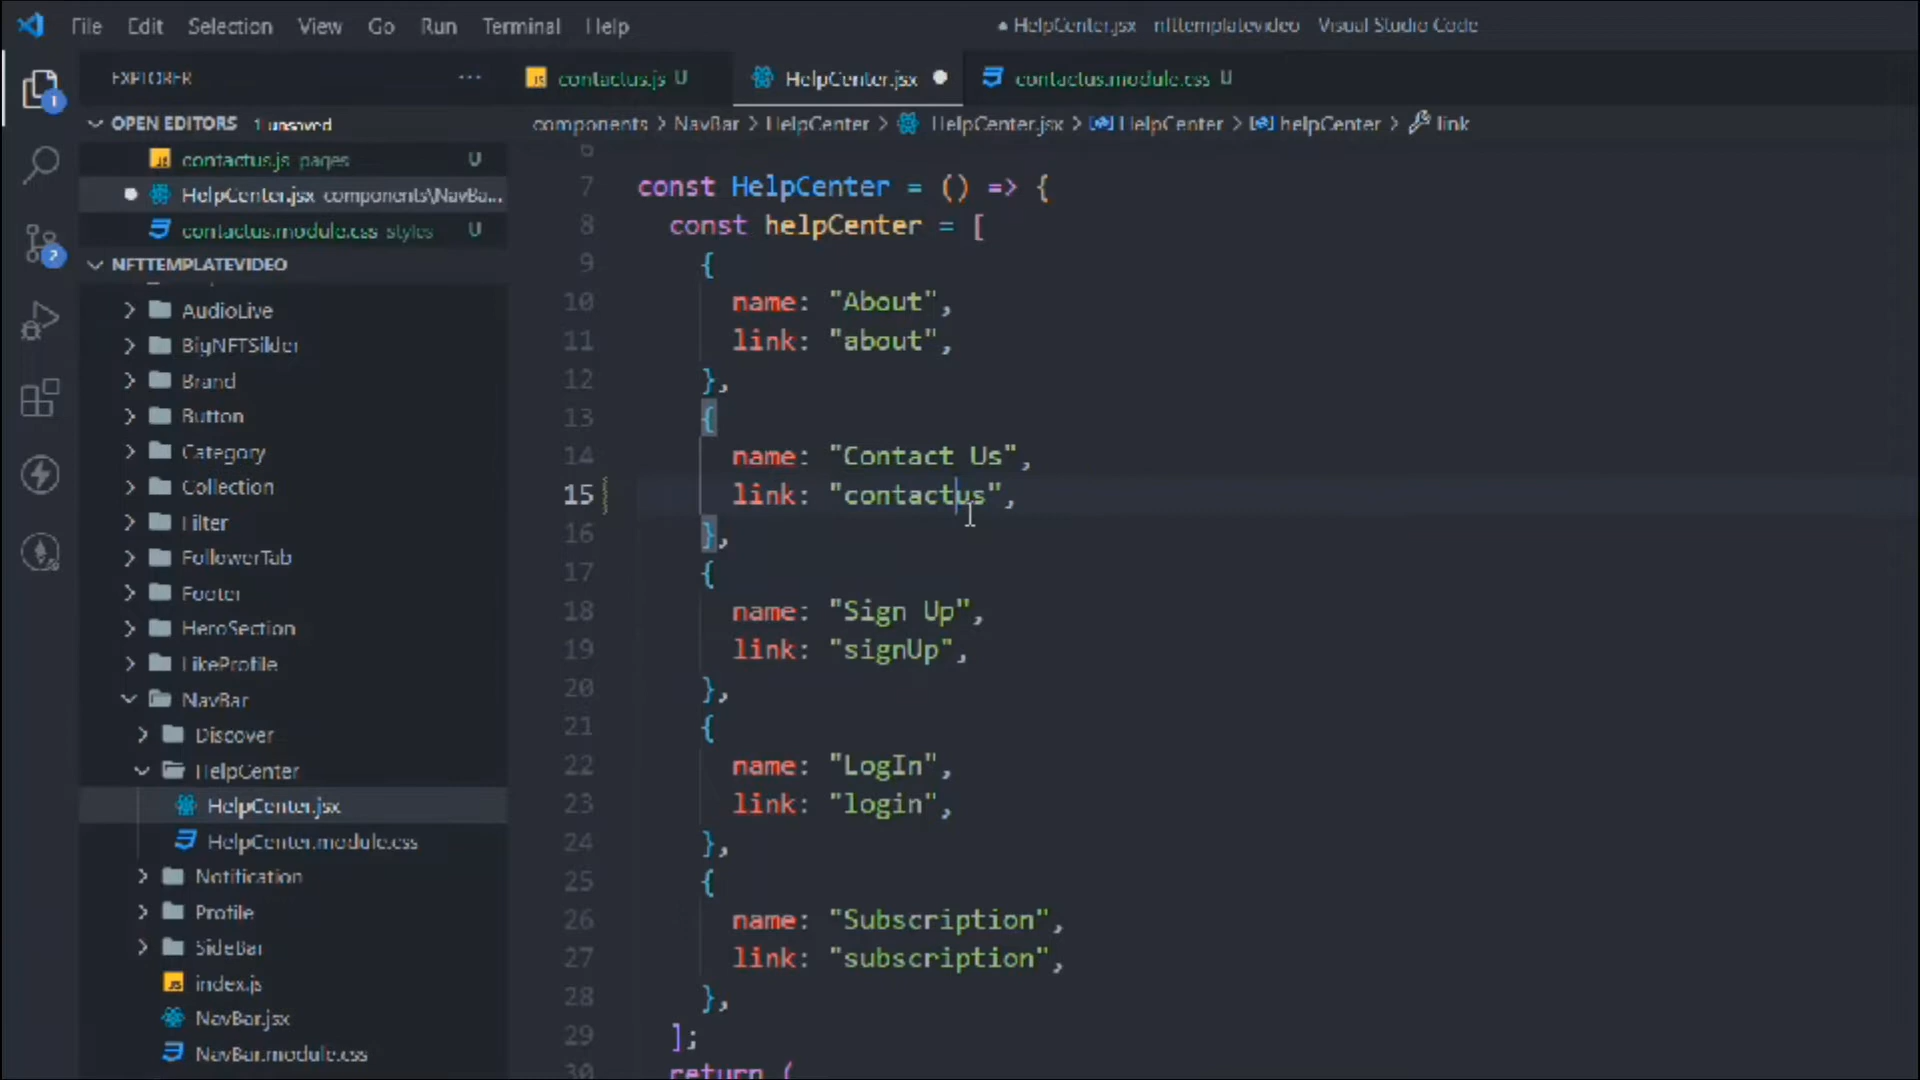 File Edit Selection View Go Run Terminal Help
● HelpCenter.jsx nfttemplatevideo Visual Studio Code
EXPLORER ···
contactus.js U
HelpCenter.jsx ●
contactus.module.css U
OPEN EDITORS 1 unsaved
components > NavBar > HelpCenter > HelpCenter.jsx > HelpCenter > helpCenter > link
contactus.js pages U
● HelpCenter.jsx components\NavBa...
contactus.module.css styles U
NFTTEMPLATEVIDEO
AudioLive
BigNFTSilder
Brand
Button
Category
Collection
Filter
FollowerTab
Footer
HeroSection
LikeProfile
NavBar
Discover
HelpCenter
HelpCenter.jsx
HelpCenter.module.css
Notification
Profile
SideBar
index.js
NavBar.jsx
NavBar.module.css
1
2
6
7 const HelpCenter = () => {
8 const helpCenter = [
9 {
10 name: "About",
11 link: "about",
12 },
13 {
14 name: "Contact Us",
15 link: "contactus",
16 },
17 {
18 name: "Sign Up",
19 link: "signUp",
20 },
21 {
22 name: "LogIn",
23 link: "login",
24 },
25 {
26 name: "Subscription",
27 link: "subscription",
28 },
29 ];
30 return (